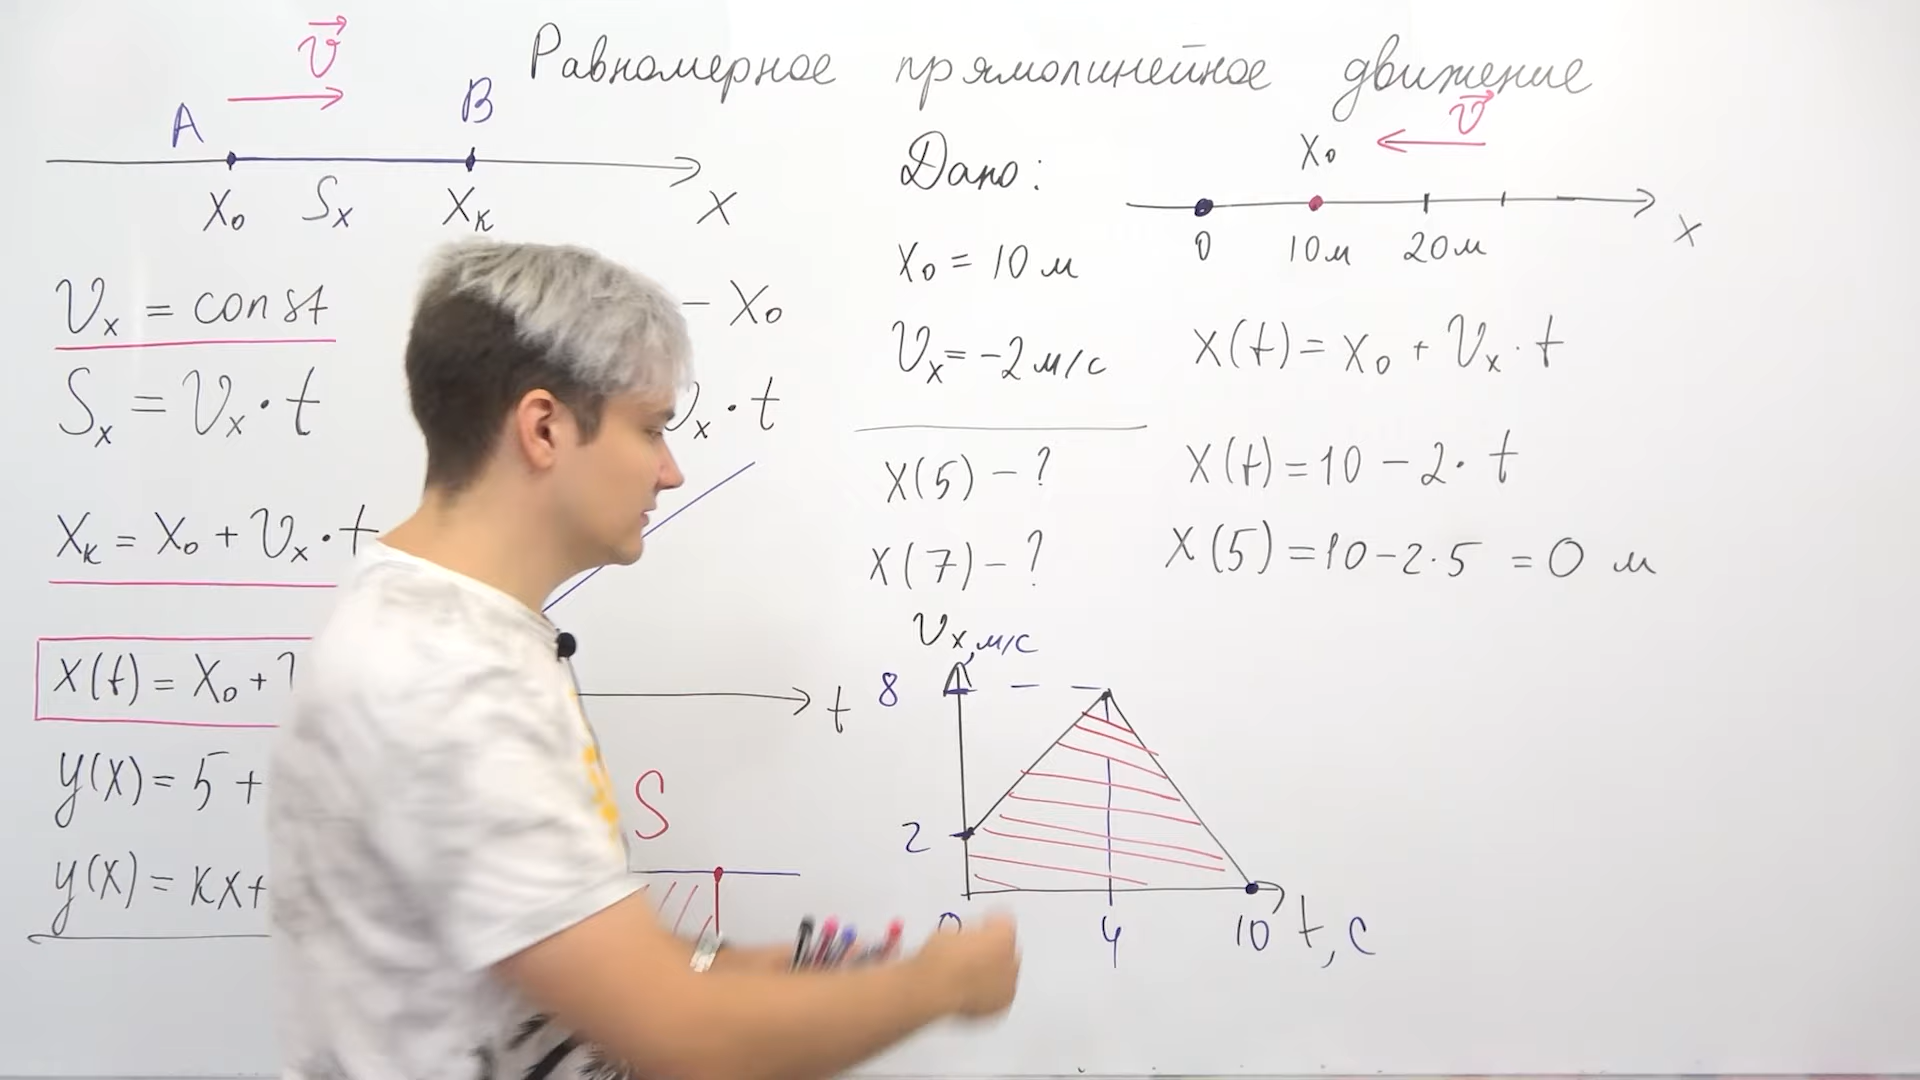 Равномерное прямолинейное движение
v
A B
X₀ Sₓ Xₖ X
Vₓ = const
Sₓ = Vₓ · t
Xₖ = X₀ + Vₓ · t
X(t) = X₀ +
y(X) = 5 +
y(X) = kX +
– X₀
ₓ · t
t
S
Дано:
X₀ = 10 м
Vₓ = -2 м/с
X(5) – ?
X(7) – ?
v
X₀
0 10м 20м X
X(t) = X₀ + Vₓ · t
X(t) = 10 – 2 · t
X(5) = 10 – 2 · 5 = 0 м
Vₓ, м/с
8
2
0 4 10 t, c